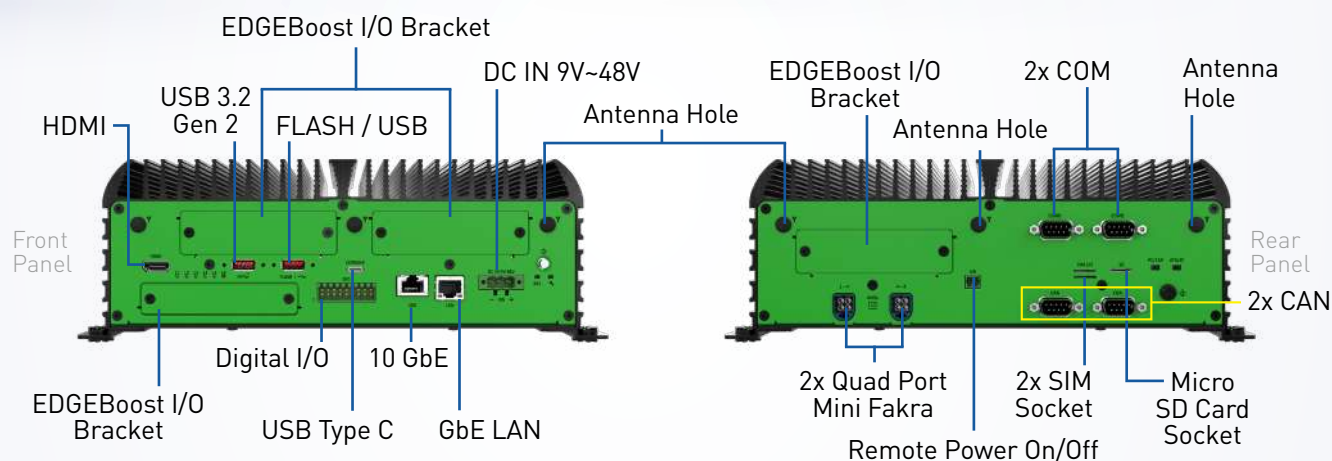 EDGEBoost I/O Bracket
DC IN 9V~48V
USB 3.2
Gen 2
HDMI
FLASH / USB
Antenna Hole
Front
Panel
Digital I/O
10 GbE
EDGEBoost I/O
Bracket
USB Type C
GbE LAN
EDGEBoost I/O
Bracket
2x COM
Antenna
Hole
Antenna Hole
Rear
Panel
2x CAN
2x Quad Port
Mini Fakra
2x SIM
Socket
Micro
SD Card
Socket
Remote Power On/Off